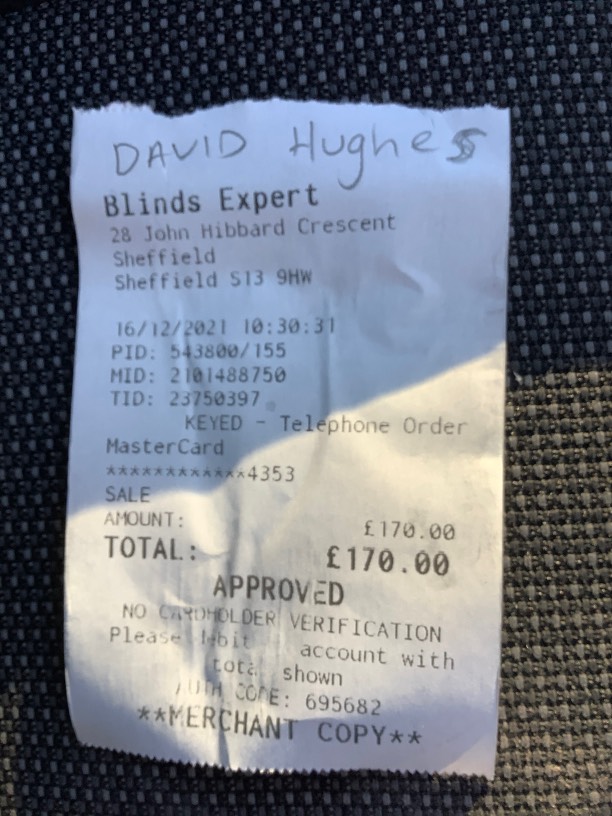 DAVID Hughes
Blinds Expert
28 John Hibbard Crescent
Sheffield
Sheffield S13 9HW
16/12/2021 10:30:31
PID: 543800/155
MID: 2101488750
TID: 23750397
KEYED - Telephone Order
MasterCard
************4353
SALE
AMOUNT: £170.00
TOTAL: £170.00
APPROVED
NO CARDHOLDER VERIFICATION
Please debit account with
total shown
AUTH CODE: 695682
**MERCHANT COPY**